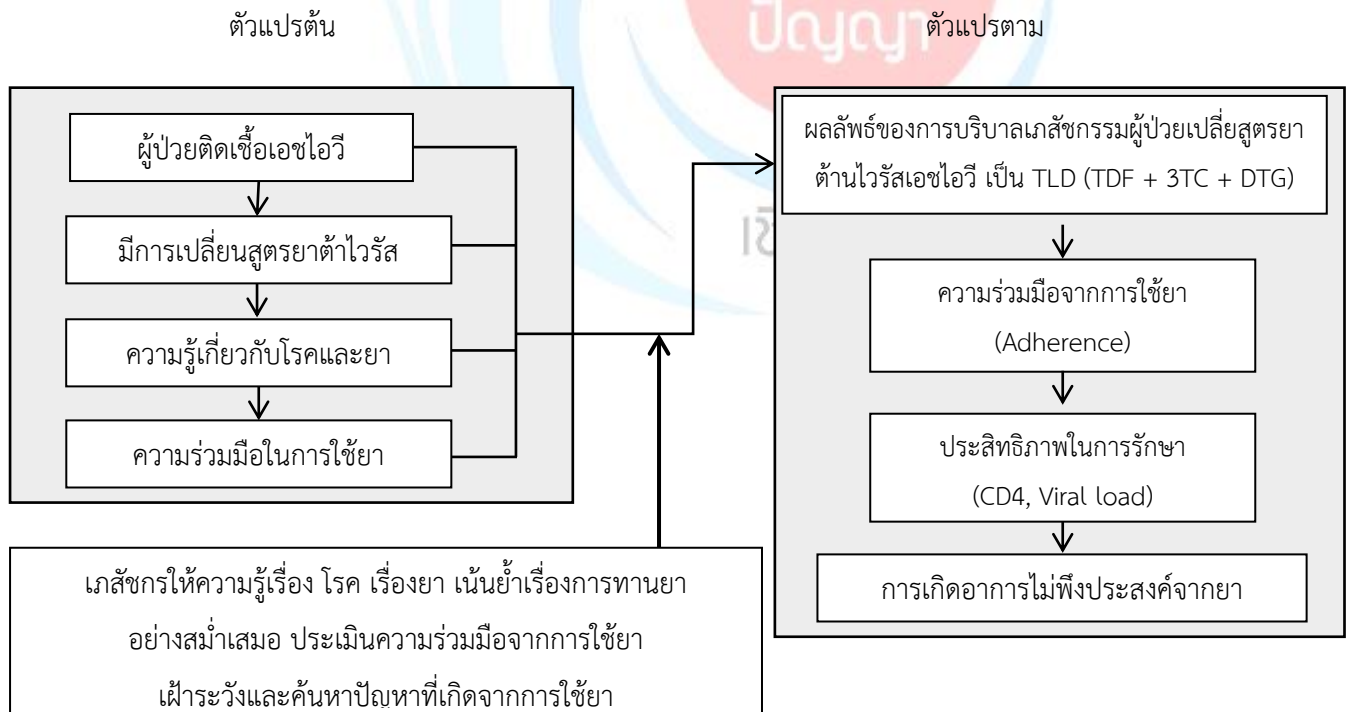 ตัวแปรต้น
ตัวแปรตาม
ผู้ป่วยติดเชื้อเอชไอวี
มีการเปลี่ยนสูตรยาต้าไวรัส
ความรู้เกี่ยวกับโรคและยา
ความร่วมมือในการใช้ยา
เภสัชกรให้ความรู้เรื่อง โรค เรื่องยา เน้นย้ำเรื่องการทานยา
อย่างสม่ำเสมอ ประเมินความร่วมมือจากการใช้ยา
เฝ้าระวังและค้นหาปัญหาที่เกิดจากการใช้ยา
ผลลัพธ์ของการบริบาลเภสัชกรรมผู้ป่วยเปลี่ยสูตรยา
ต้านไวรัสเอชไอวี เป็น TLD (TDF + 3TC + DTG)
ความร่วมมือจากการใช้ยา
(Adherence)
ประสิทธิภาพในการรักษา
(CD4, Viral load)
การเกิดอาการไม่พึงประสงค์จากยา
ปัญญา